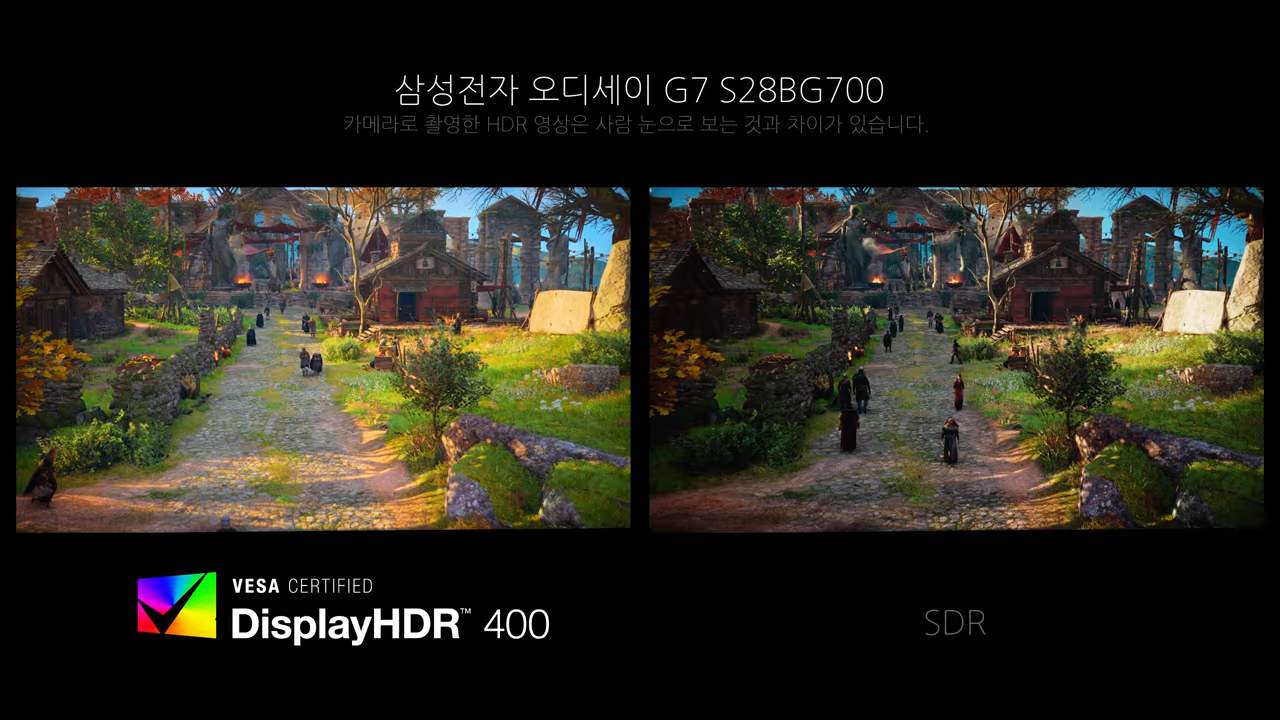 삼성전자 오디세이 G7 S28BG700
카메라로 촬영한 HDR 영상은 사람 눈으로 보는 것과 차이가 있습니다.
VESA CERTIFIED
DisplayHDR™ 400
SDR